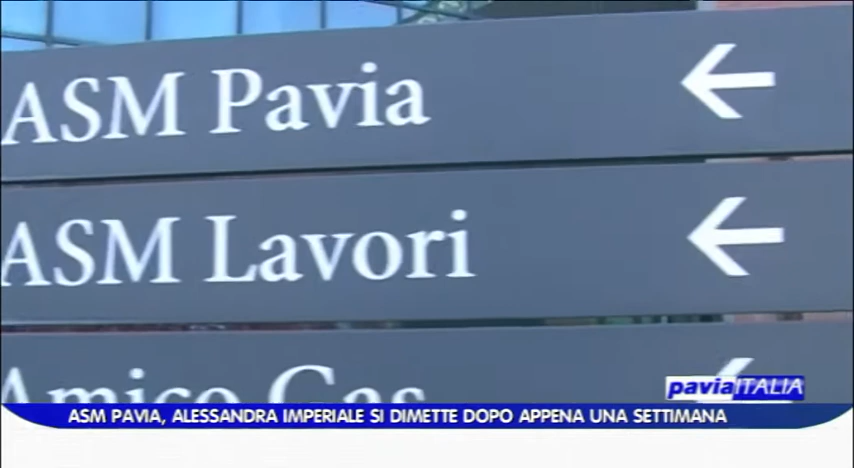 ASM Pavia
ASM Lavori
Amico Gas
paviaITALIA
ASM PAVIA, ALESSANDRA IMPERIALE SI DIMETTE DOPO APPENA UNA SETTIMANA